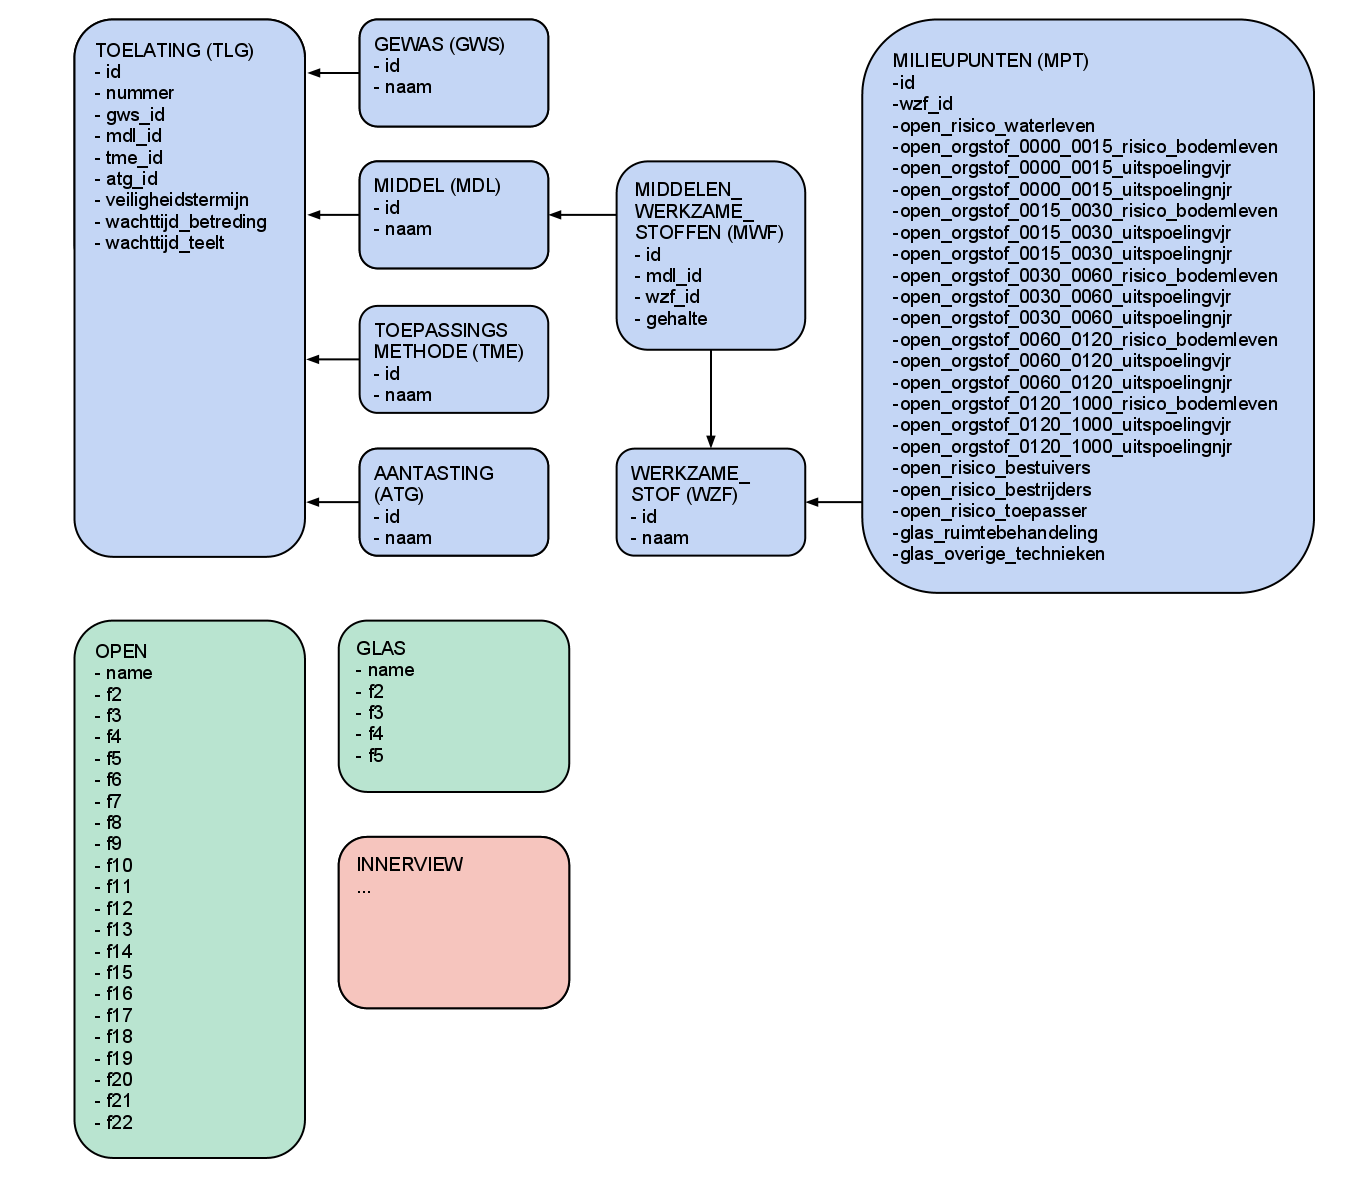 TOELATING (TLG)
- id
- nummer
- gws_id
- mdl_id
- tme_id
- atg_id
- veiligheidstermijn
- wachttijd_betreding
- wachttijd_teelt
GEWAS (GWS)
- id
- naam
MIDDEL (MDL)
- id
- naam
TOEPASSINGS
METHODE (TME)
- id
- naam
AANTASTING
(ATG)
- id
- naam
MIDDELEN_
WERKZAME_
STOFFEN (MWF)
- id
- mdl_id
- wzf_id
- gehalte
WERKZAME_
STOF (WZF)
- id
- naam
MILIEUPUNTEN (MPT)
-id
-wzf_id
-open_risico_waterleven
-open_orgstof_0000_0015_risico_bodemleven
-open_orgstof_0000_0015_uitspoelingvjr
-open_orgstof_0000_0015_uitspoelingnjr
-open_orgstof_0015_0030_risico_bodemleven
-open_orgstof_0015_0030_uitspoelingvjr
-open_orgstof_0015_0030_uitspoelingnjr
-open_orgstof_0030_0060_risico_bodemleven
-open_orgstof_0030_0060_uitspoelingvjr
-open_orgstof_0030_0060_uitspoelingnjr
-open_orgstof_0060_0120_risico_bodemleven
-open_orgstof_0060_0120_uitspoelingvjr
-open_orgstof_0060_0120_uitspoelingnjr
-open_orgstof_0120_1000_risico_bodemleven
-open_orgstof_0120_1000_uitspoelingvjr
-open_orgstof_0120_1000_uitspoelingnjr
-open_risico_bestuivers
-open_risico_bestrijders
-open_risico_toepasser
-glas_ruimtebehandeling
-glas_overige_technieken
OPEN
- name
- f2
- f3
- f4
- f5
- f6
- f7
- f8
- f9
- f10
- f11
- f12
- f13
- f14
- f15
- f16
- f17
- f18
- f19
- f20
- f21
- f22
GLAS
- name
- f2
- f3
- f4
- f5
INNERVIEW
...